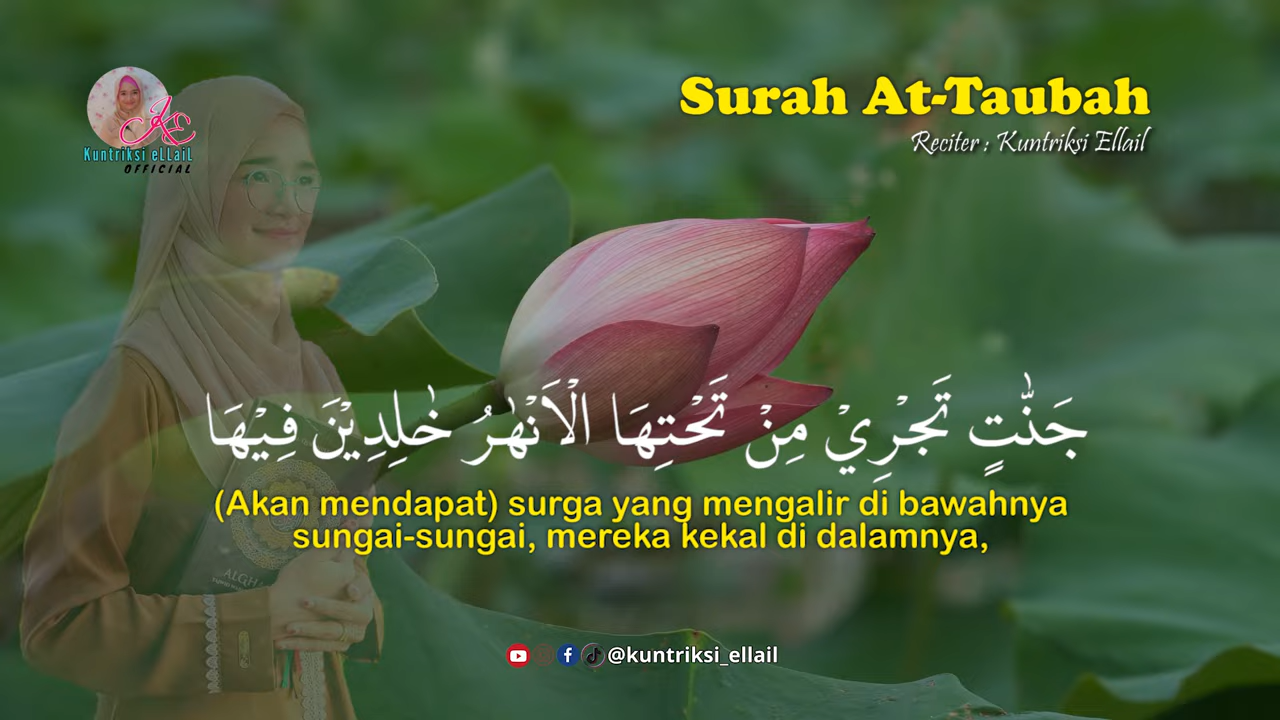 Kuntriksi eLLaiL
OFFICIAL
Surah At-Taubah
Reciter : Kuntriksi Ellail
جَنّٰتٍ تَجْرِيْ مِنْ تَحْتِهَا الْاَنْهٰرُ خٰلِدِيْنَ فِيْهَا
(Akan mendapat) surga yang mengalir di bawahnya
sungai-sungai, mereka kekal di dalamnya,
@kuntriksi_ellail